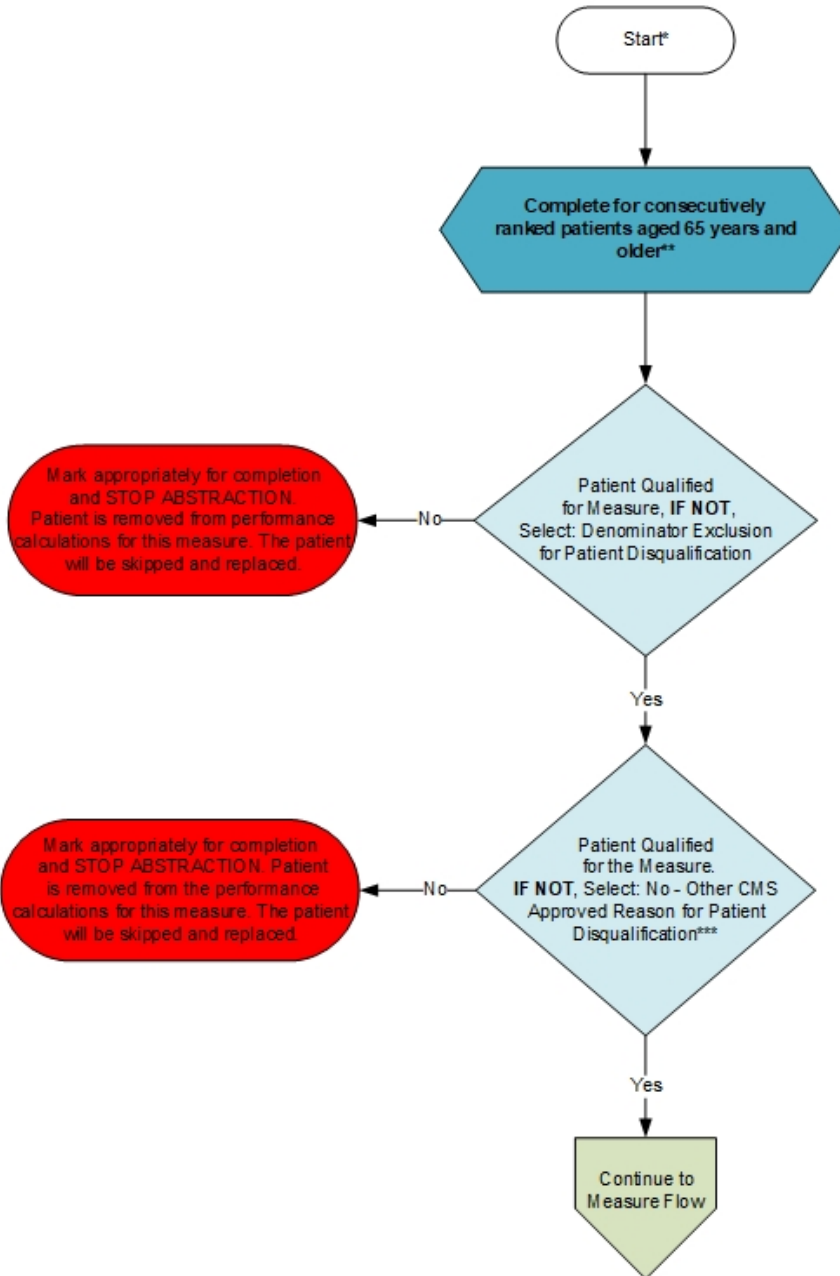 Start*
Complete for consecutively
ranked patients aged 65 years and
older**
Patient Qualified
for Measure, IF NOT,
Select: Denominator Exclusion
for Patient Disqualification
No
Mark appropriately for completion
and STOP ABSTRACTION.
Patient is removed from performance
calculations for this measure. The patient
will be skipped and replaced.
Yes
Patient Qualified
for the Measure.
IF NOT, Select: No - Other CMS
Approved Reason for Patient
Disqualification***
No
Mark appropriately for completion
and STOP ABSTRACTION. Patient
is removed from the performance
calculations for this measure. The patient
will be skipped and replaced.
Yes
Continue to
Measure Flow